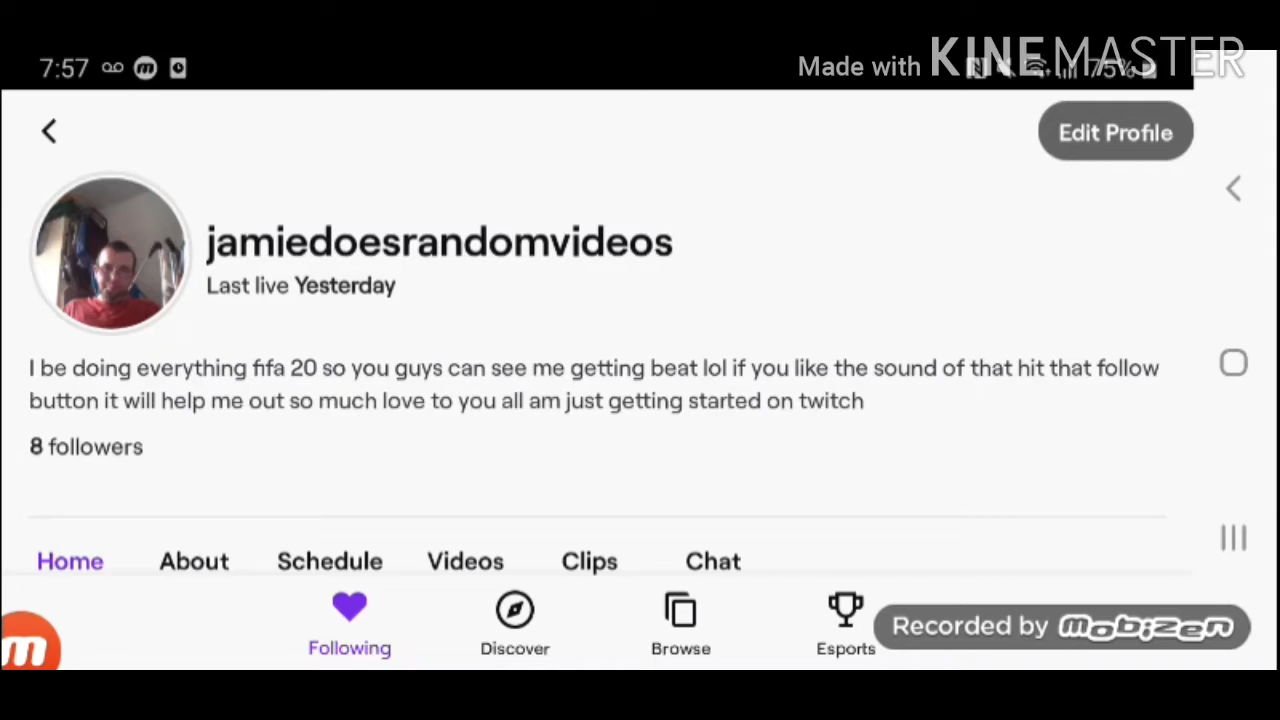 7:57
Made with KINEMASTER
75%
Edit Profile
jamiedoesrandomvideos
Last live Yesterday
I be doing everything fifa 20 so you guys can see me getting beat lol if you like the sound of that hit that follow
button it will help me out so much love to you all am just getting started on twitch
8 followers
Home About Schedule Videos Clips Chat
Following Discover Browse Esports
Recorded by mobizen